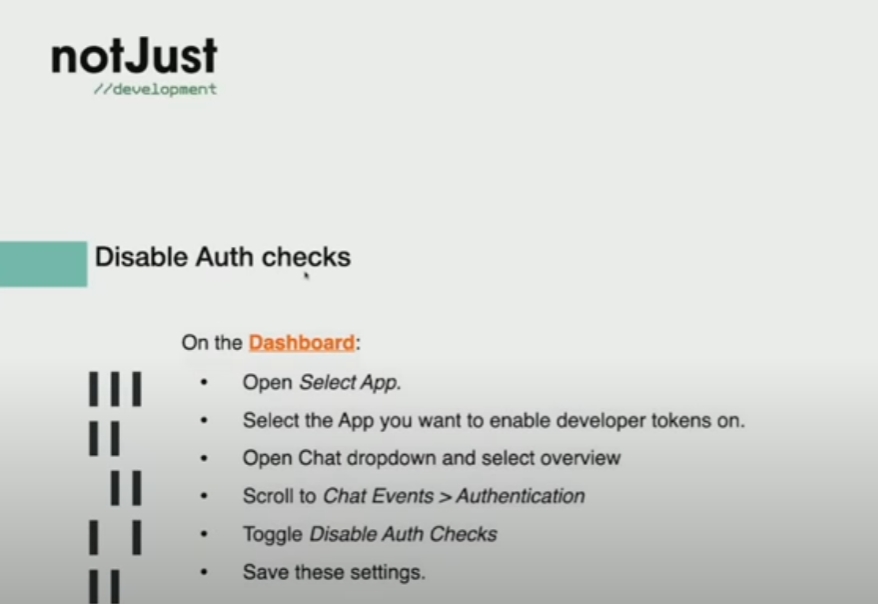 notJust
//development
Disable Auth checks
On the Dashboard:
• Open Select App.
• Select the App you want to enable developer tokens on.
• Open Chat dropdown and select overview
• Scroll to Chat Events > Authentication
• Toggle Disable Auth Checks
• Save these settings.